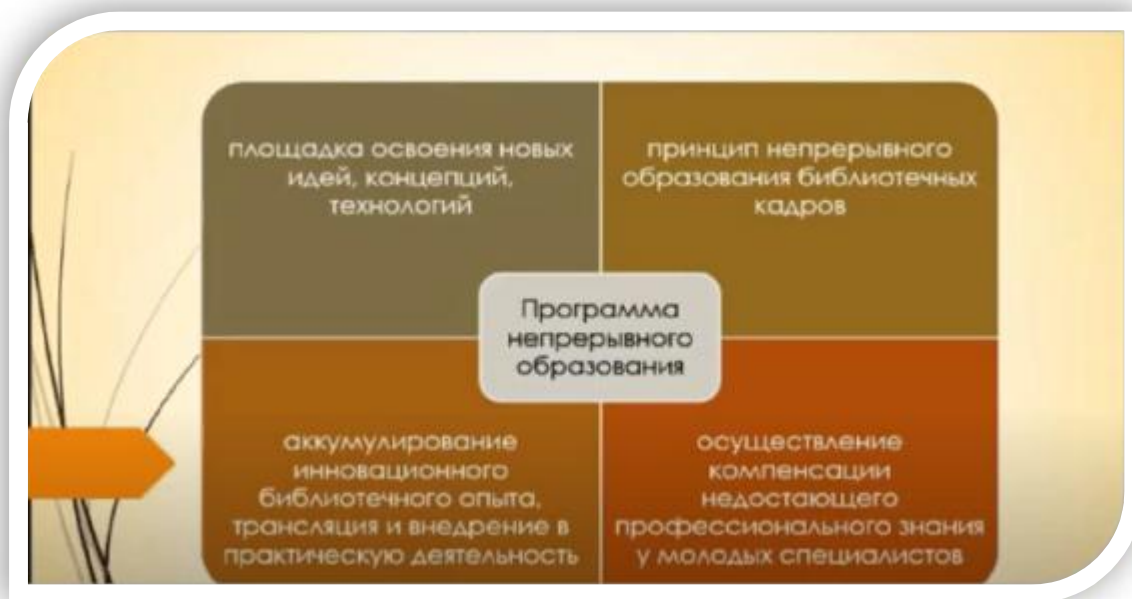 площадка освоения новых
идей, концепций,
технологий
принцип непрерывного
образования библиотечных
кадров
Программа
непрерывного
образования
аккумулирование
инновационного
библиотечного опыта,
трансляция и внедрение в
практическую деятельность
осуществление
компенсации
недостающего
профессионального знания
у молодых специалистов